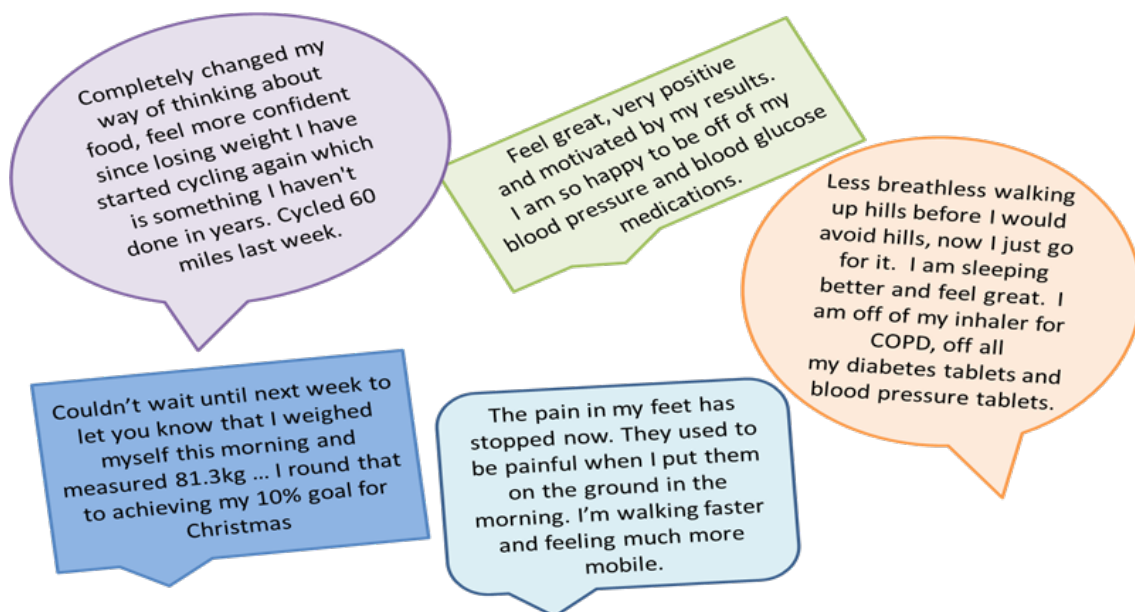 Completely changed my
way of thinking about
food, feel more confident
since losing weight I have
started cycling again which
is something I haven't
done in years. Cycled 60
miles last week.
Feel great, very positive
and motivated by my results.
I am so happy to be off of my
blood pressure and blood glucose
medications.
Less breathless walking
up hills before I would
avoid hills, now I just go
for it.  I am sleeping
better and feel great.  I
am off of my inhaler for
COPD, off all
my diabetes tablets and
blood pressure tablets.
Couldn’t wait until next week to
let you know that I weighed
myself this morning and
measured 81.3kg ... I round that
to achieving my 10% goal for
Christmas
The pain in my feet has
stopped now. They used to
be painful when I put them
on the ground in the
morning. I’m walking faster
and feeling much more
mobile.